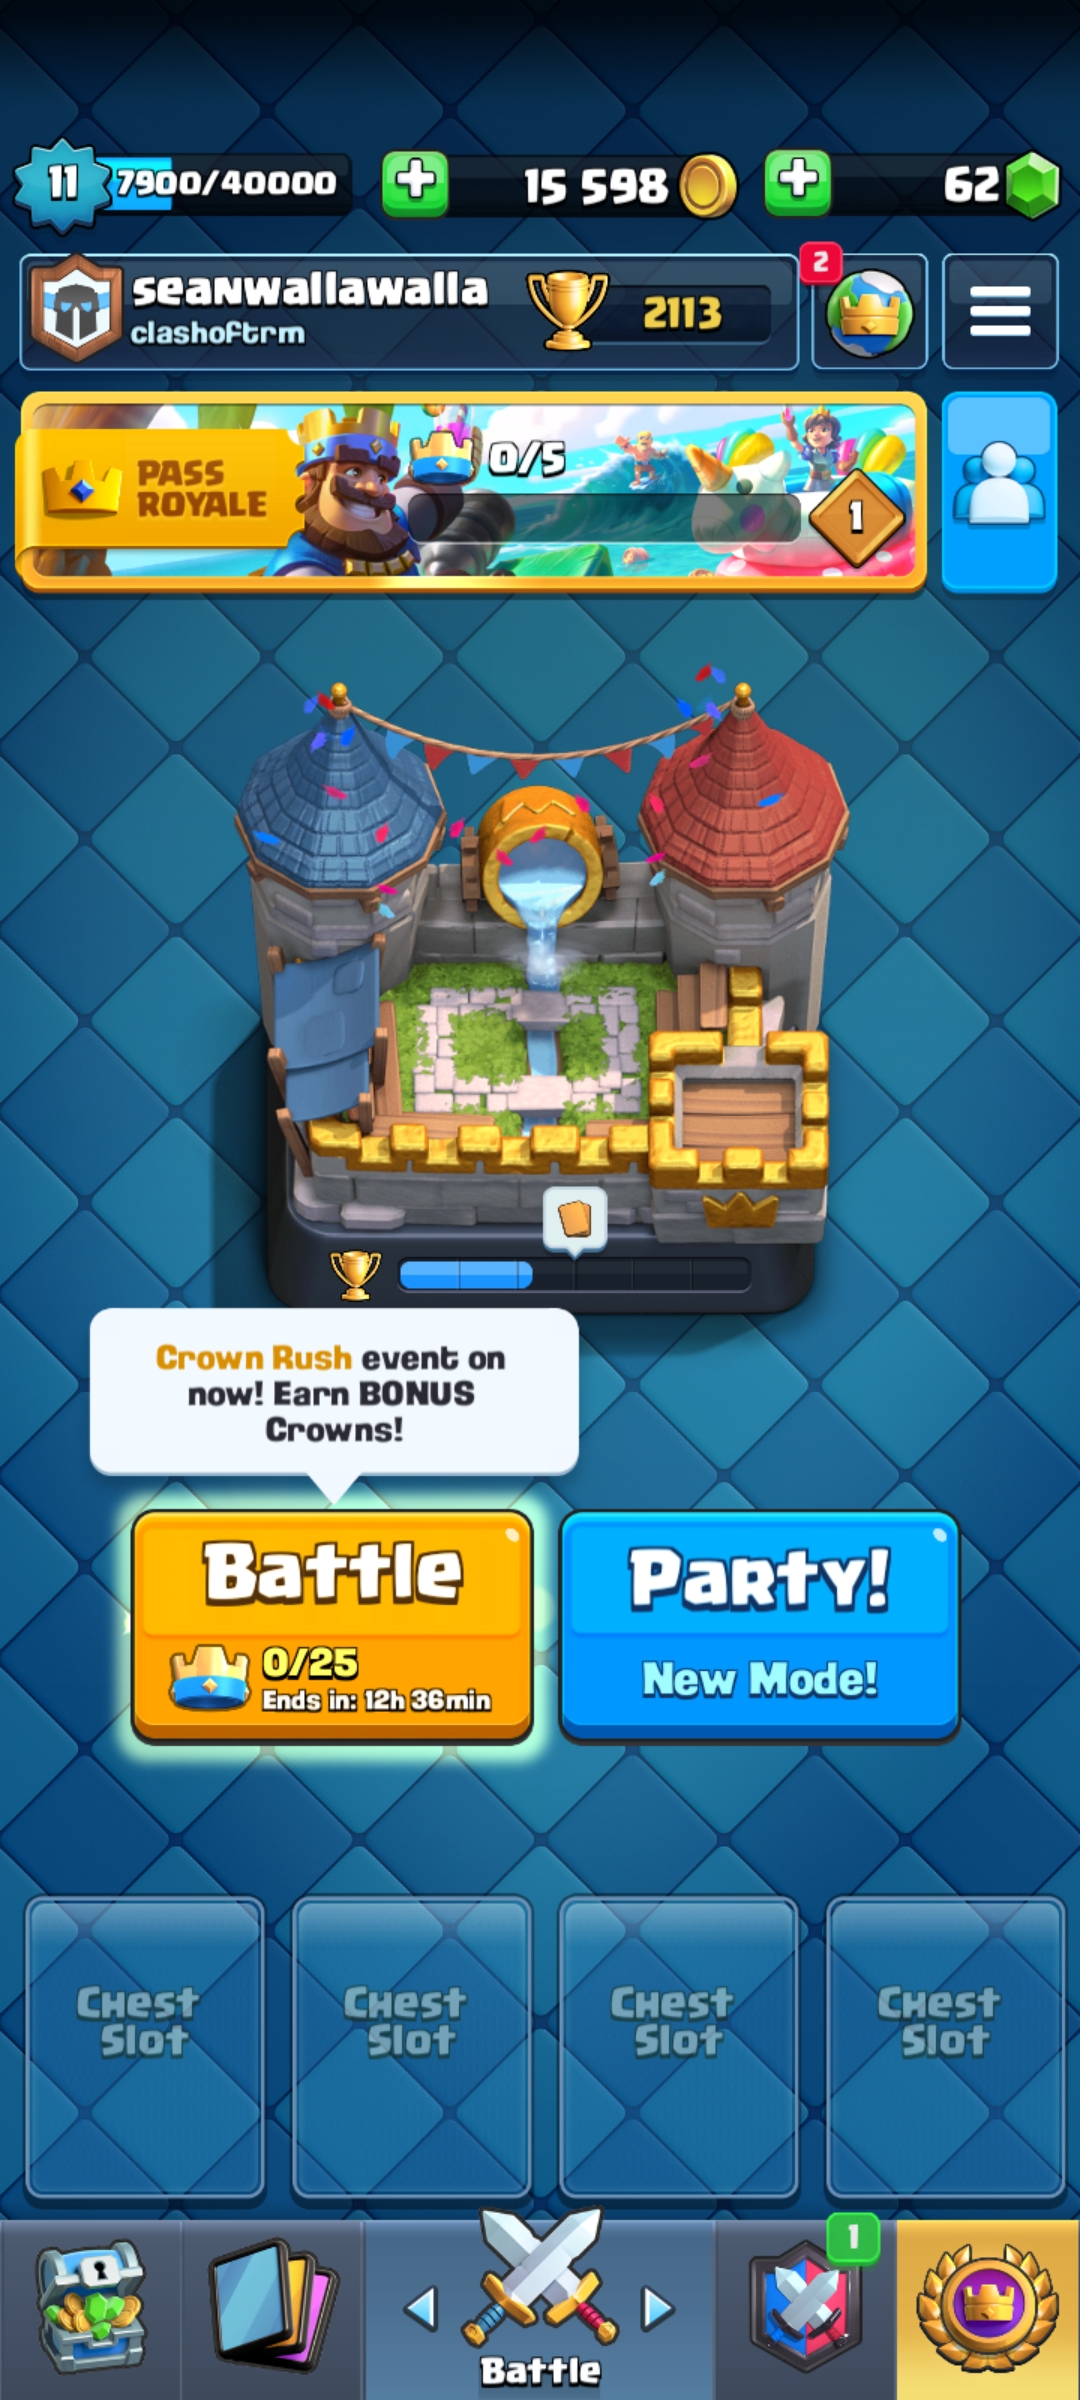 11
7900/40000
15 598
62
seanwallawalla
clashoftrm
2113
2
PASS
ROYALE
0/5
1
Crown Rush event on
now! Earn BONUS
Crowns!
Battle
0/25
Ends in: 12h 36min
Party!
New Mode!
Chest
Slot
Chest
Slot
Chest
Slot
Chest
Slot
1
Battle